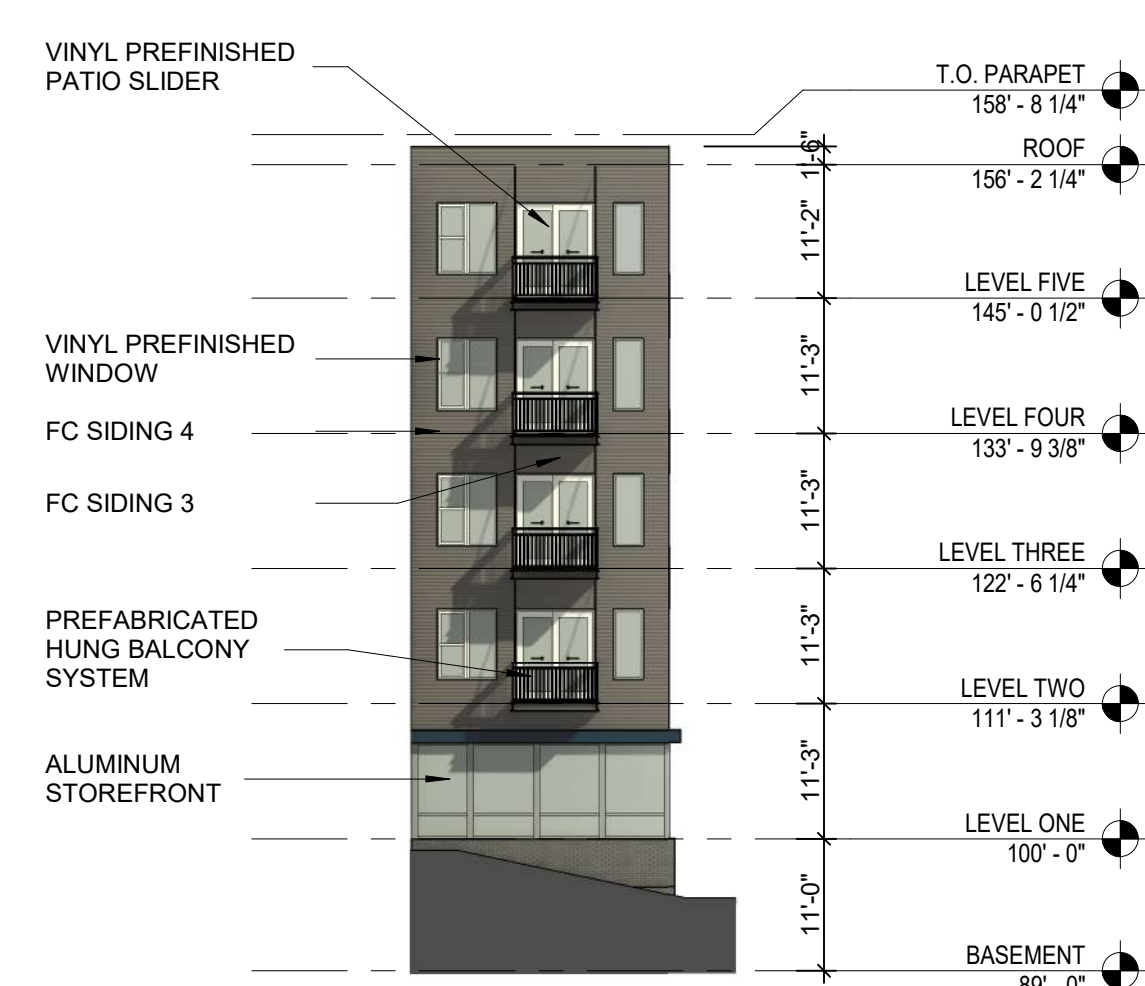 VINYL PREFINISHED
PATIO SLIDER
VINYL PREFINISHED
WINDOW
FC SIDING 4
FC SIDING 3
PREFABRICATED
HUNG BALCONY
SYSTEM
ALUMINUM
STOREFRONT
1'-6"
11'-2"
11'-3"
11'-3"
11'-3"
11'-3"
11'-0"
T.O. PARAPET
158' - 8 1/4"
ROOF
156' - 2 1/4"
LEVEL FIVE
145' - 0 1/2"
LEVEL FOUR
133' - 9 3/8"
LEVEL THREE
122' - 6 1/4"
LEVEL TWO
111' - 3 1/8"
LEVEL ONE
100' - 0"
BASEMENT
89' - 0"